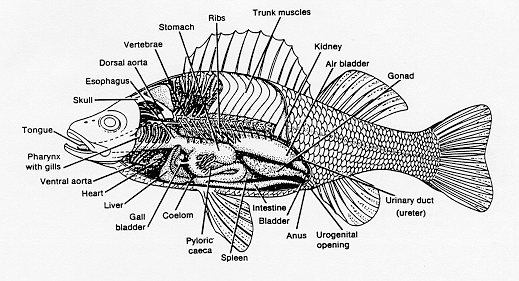 Stomach
Ribs
Trunk muscles
Vertebrae
Kidney
Dorsal aorta
Air bladder
Esophagus
Gonad
Skull
Tongue
Pharynx
with gills
Ventral aorta
Heart
Liver
Gall
bladder
Coelom
Pyloric
caeca
Spleen
Intestine
Bladder
Anus
Urogenital
opening
Urinary duct
(ureter)